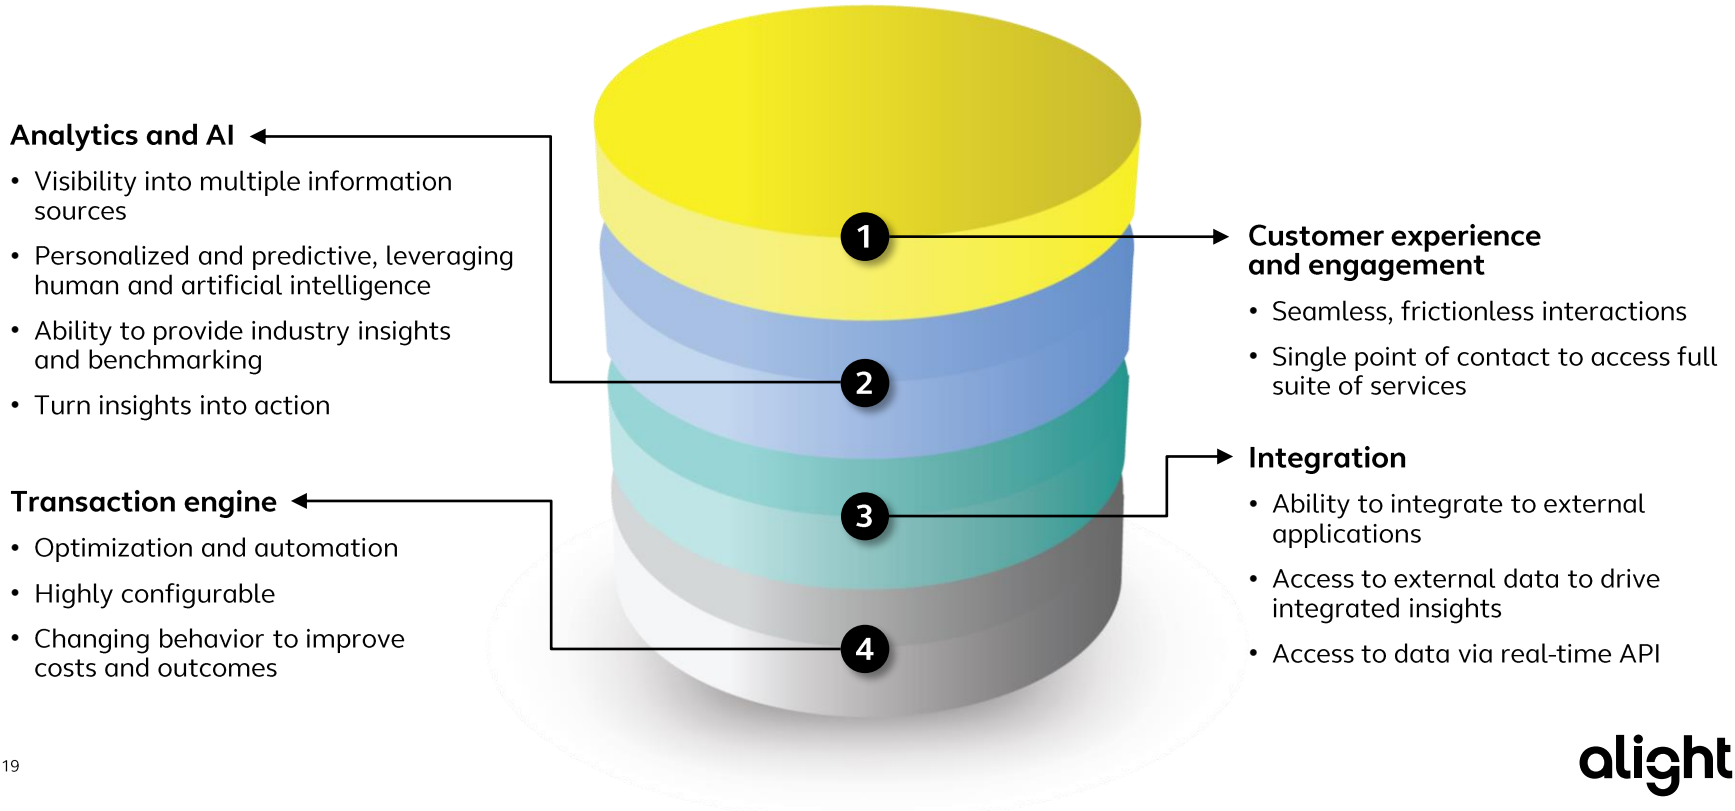 Analytics and AI
• Visibility into multiple information
sources
• Personalized and predictive, leveraging
human and artificial intelligence
• Ability to provide industry insights
and benchmarking
• Turn insights into action
Transaction engine
• Optimization and automation
• Highly configurable
• Changing behavior to improve
costs and outcomes
1
2
3
4
Customer experience
and engagement
• Seamless, frictionless interactions
• Single point of contact to access full
suite of services
Integration
• Ability to integrate to external
applications
• Access to external data to drive
integrated insights
• Access to data via real-time API
19
alight